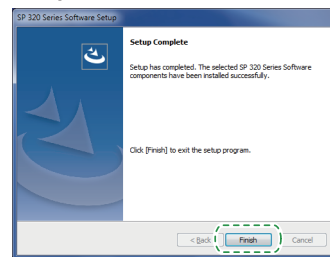 SP 320 Series Software Setup
Setup Complete
Setup has completed. The selected SP 320 Series Software
components have been installed successfully.
Click [Finish] to exit the setup program.
< Back
Finish
Cancel